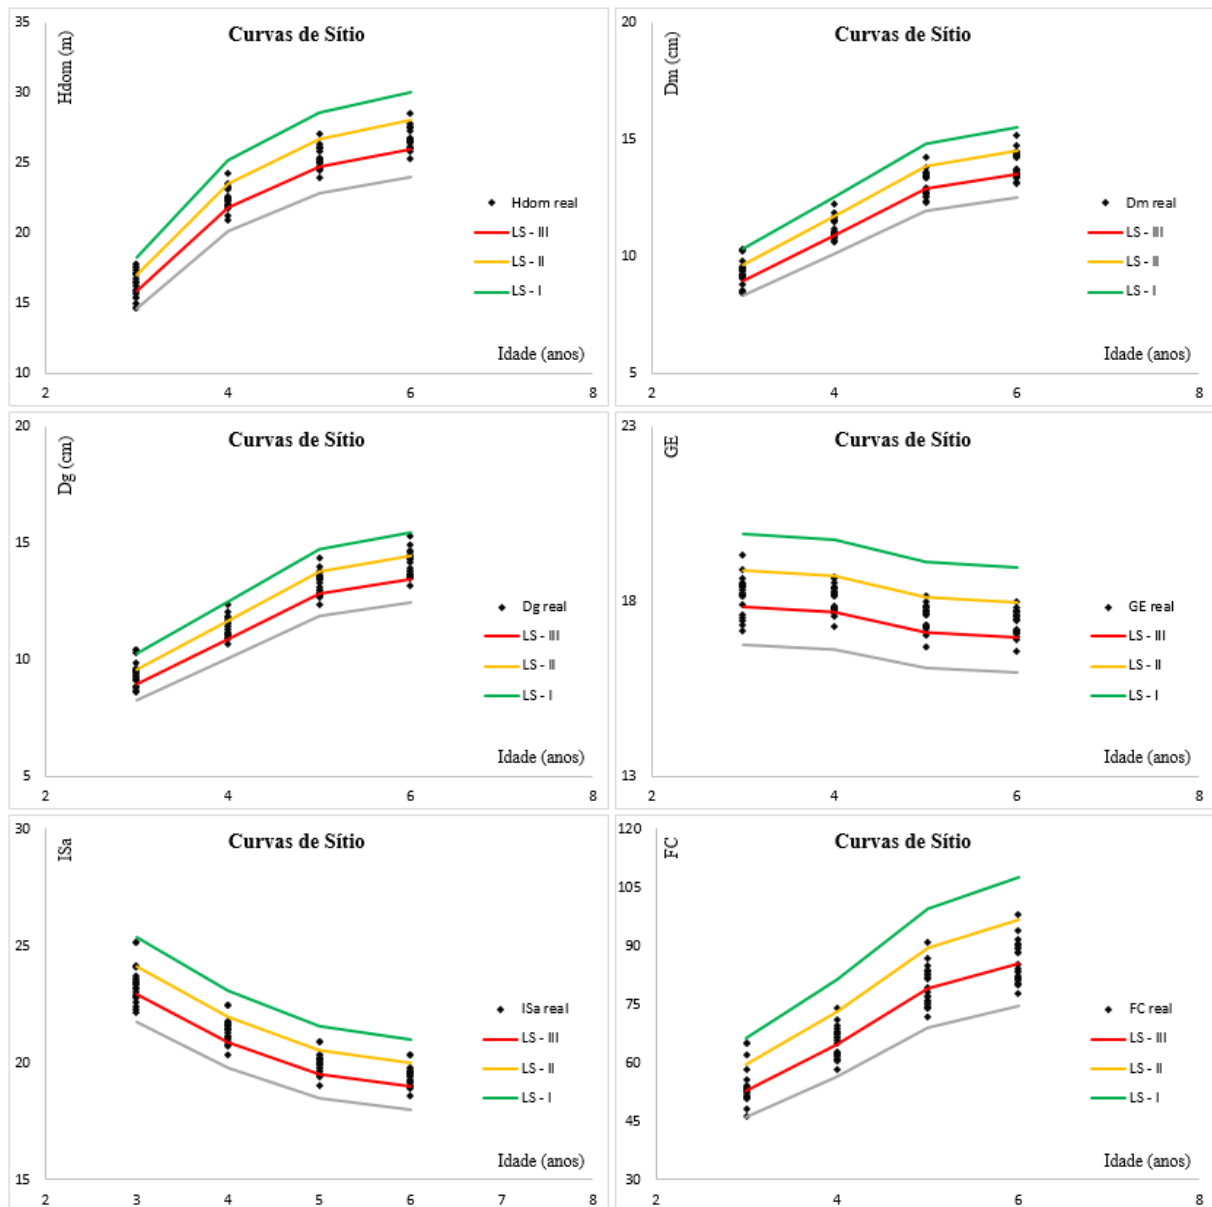 Curvas de Sítio
Hdom (m)
35
30
25
20
15
10
2
4
6
8
Idade (anos)
Hdom real
LS - III
LS - II
LS - I
Curvas de Sítio
Dm (cm)
20
15
10
5
2
4
6
8
Idade (anos)
Dm real
LS - III
LS - II
LS - I
Curvas de Sítio
Dg (cm)
20
15
10
5
2
4
6
8
Idade (anos)
Dg real
LS - III
LS - II
LS - I
Curvas de Sítio
GE
23
18
13
2
4
6
8
Idade (anos)
GE real
LS - III
LS - II
LS - I
Curvas de Sítio
ISa
30
25
20
15
2
3
4
5
6
7
8
Idade (anos)
ISa real
LS - III
LS - II
LS - I
Curvas de Sítio
FC
120
105
90
75
60
45
30
2
4
6
8
Idade (anos)
FC real
LS - III
LS - II
LS - I